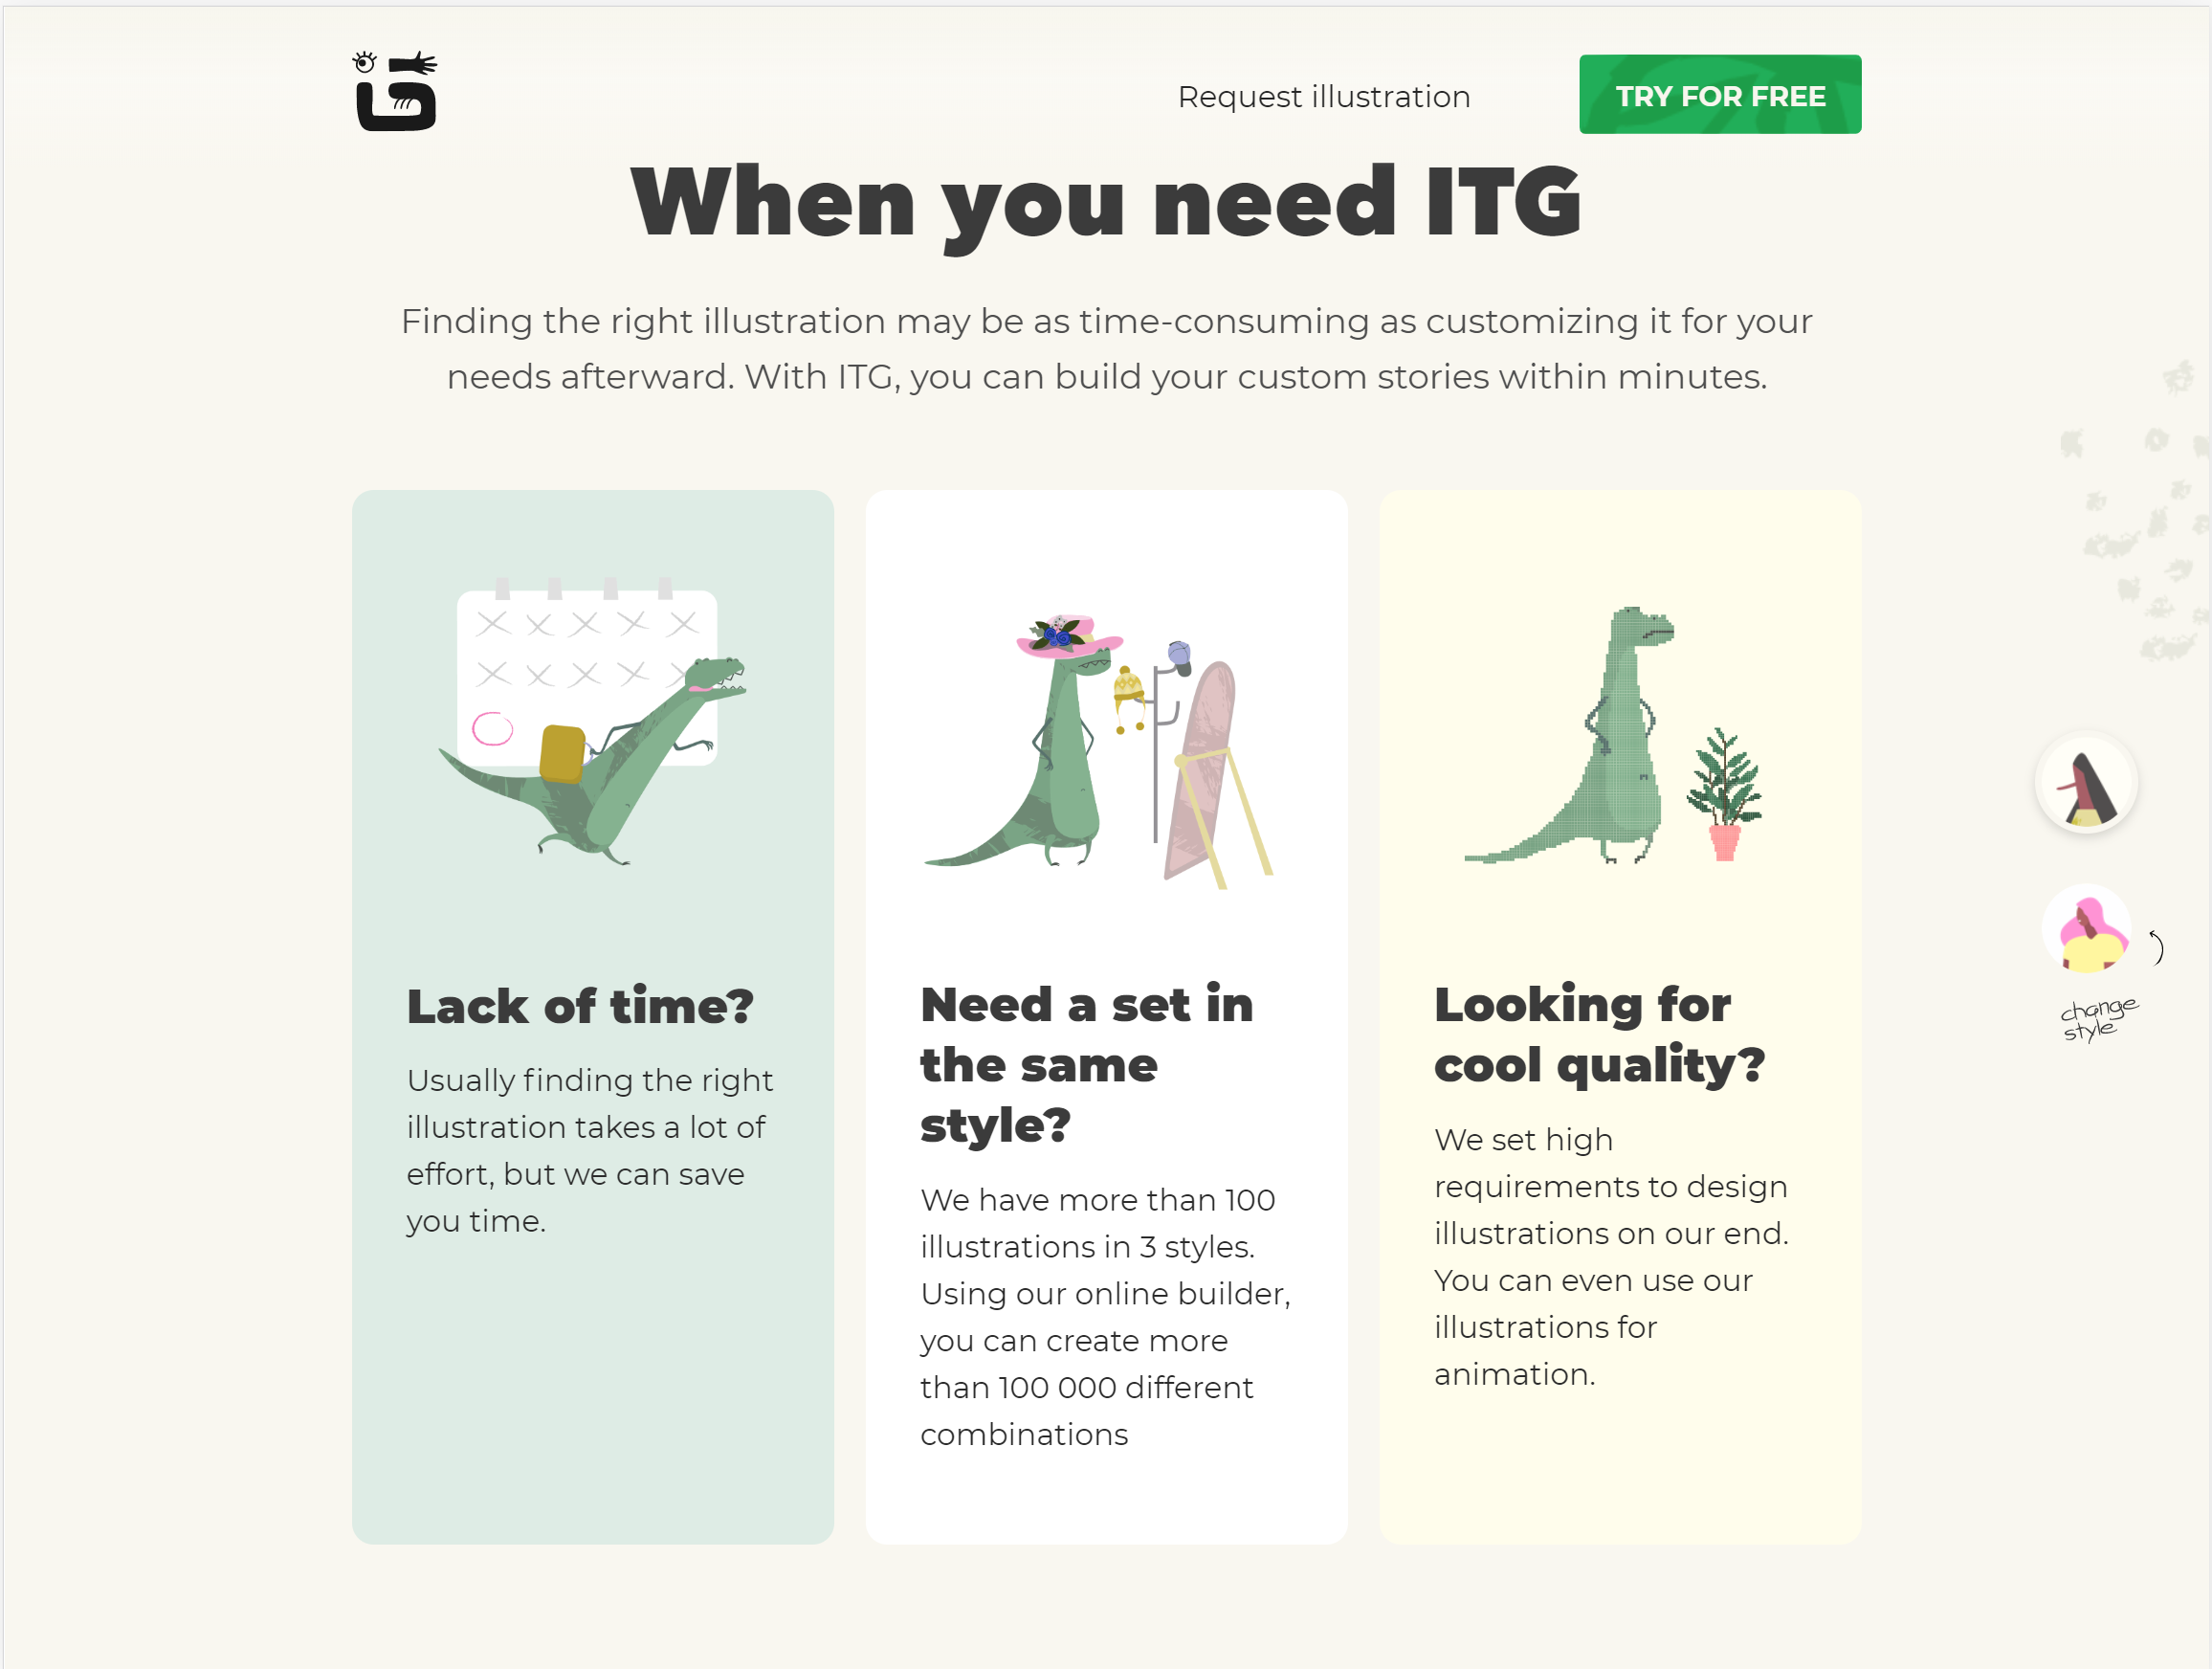 Request illustration
TRY FOR FREE
When you need ITG
Finding the right illustration may be as time-consuming as customizing it for your
needs afterward. With ITG, you can build your custom stories within minutes.
Lack of time?
Usually finding the right
illustration takes a lot of
effort, but we can save
you time.
Need a set in
the same
style?
We have more than 100
illustrations in 3 styles.
Using our online builder,
you can create more
than 100 000 different
combinations
Looking for
cool quality?
We set high
requirements to design
illustrations on our end.
You can even use our
illustrations for
animation.
change
style